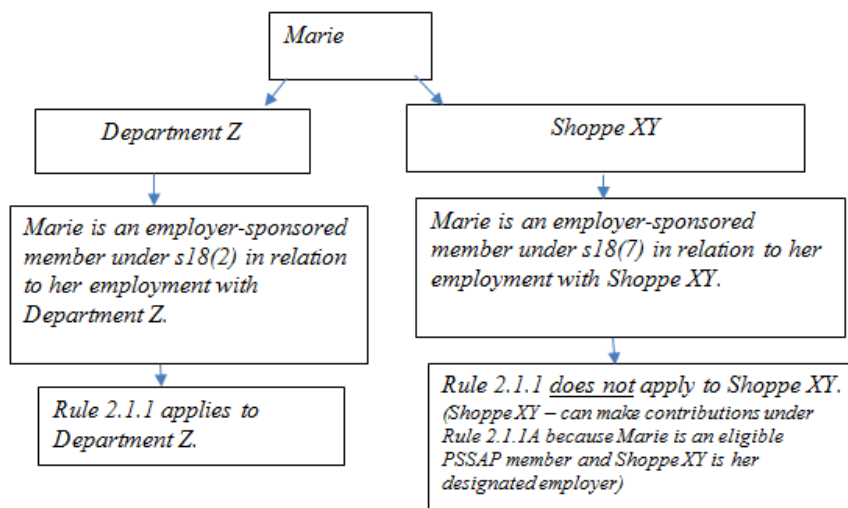 Marie
Department Z
Shoppe XY
Marie is an employer-sponsored
member under s18(2) in relation
to her employment with
Department Z.
Marie is an employer-sponsored
member under s18(7) in relation to her
employment with Shoppe XY.
Rule 2.1.1 applies to
Department Z.
Rule 2.1.1 does not apply to Shoppe XY.
(Shoppe XY – can make contributions under
Rule 2.1.1A because Marie is an eligible
PSSAP member and Shoppe XY is her
designated employer)